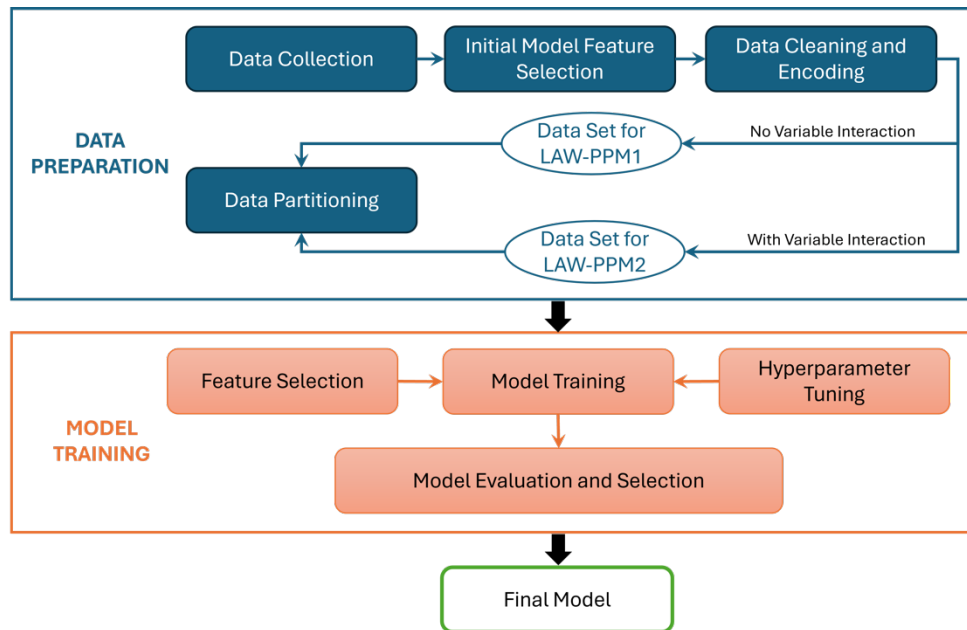 Data Collection
Initial Model Feature
Selection
Data Cleaning and
Encoding
DATA
PREPARATION
Data Set for
LAW-PPM1
No Variable Interaction
Data Partitioning
Data Set for
LAW-PPM2
With Variable Interaction
Feature Selection
Model Training
Hyperparameter
Tuning
MODEL
TRAINING
Model Evaluation and Selection
Final Model